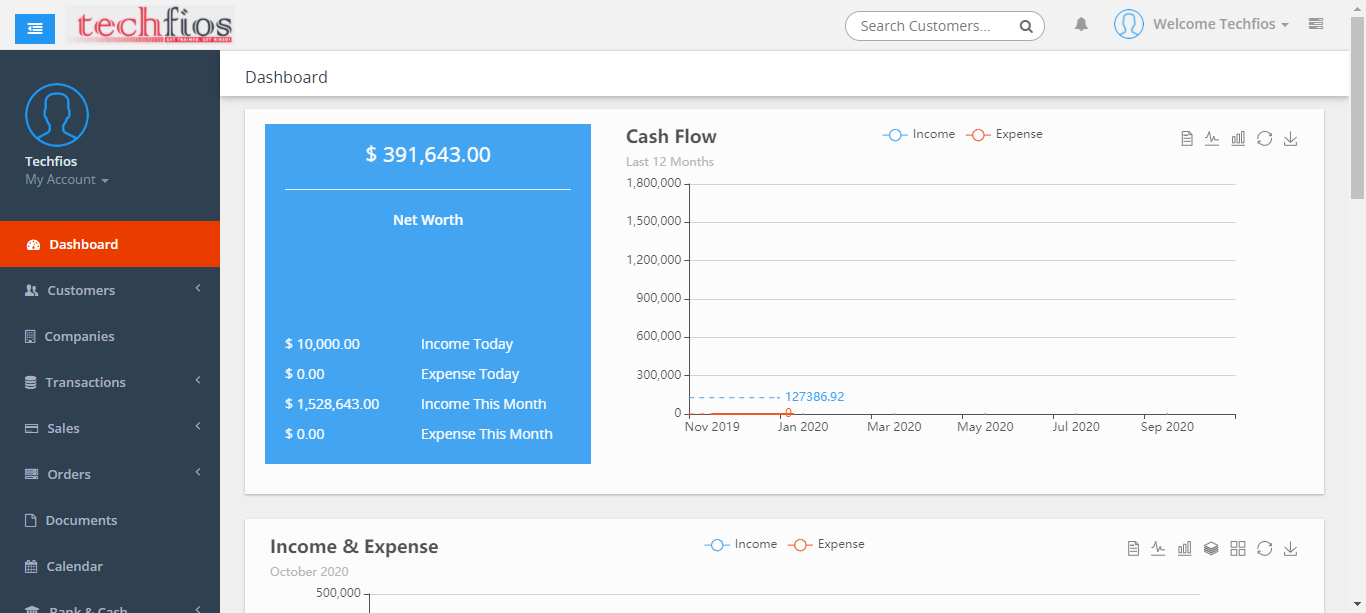 techfios
GET TRAINED. GET HIRED!
Search Customers...
Welcome Techfios
Techfios
My Account
Dashboard
Customers
Companies
Transactions
Sales
Orders
Documents
Calendar
Bank & Cash
Dashboard
$ 391,643.00
Net Worth
$ 10,000.00 Income Today
$ 0.00 Expense Today
$ 1,528,643.00 Income This Month
$ 0.00 Expense This Month
Cash Flow
Last 12 Months
Income Expense
1,800,000
1,500,000
1,200,000
900,000
600,000
300,000
0
127386.92
0
Nov 2019 Jan 2020 Mar 2020 May 2020 Jul 2020 Sep 2020
Income & Expense
October 2020
Income Expense
500,000